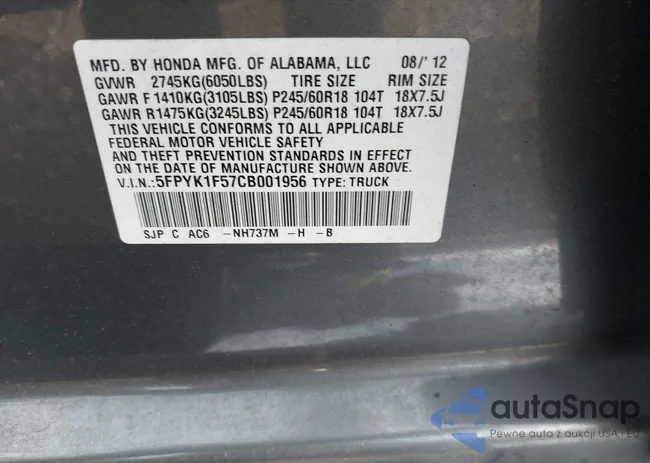 MFD. BY HONDA MFG. OF ALABAMA, LLC 08/'12
GVWR 2745KG(6050LBS) TIRE SIZE RIM SIZE
GAWR F 1410KG(3105LBS) P245/60R18 104T 18X7.5J
GAWR R1475KG(3245LBS) P245/60R18 104T 18X7.5J
THIS VEHICLE CONFORMS TO ALL APPLICABLE
FEDERAL MOTOR VEHICLE SAFETY
AND THEFT PREVENTION STANDARDS IN EFFECT
ON THE DATE OF MANUFACTURE SHOWN ABOVE.
V.I.N.:5FPYK1F57CB001956 TYPE: TRUCK
SJP C AC6 -NH737M -H -B
autaSnap
Pewne auta z aukcji USA i EU